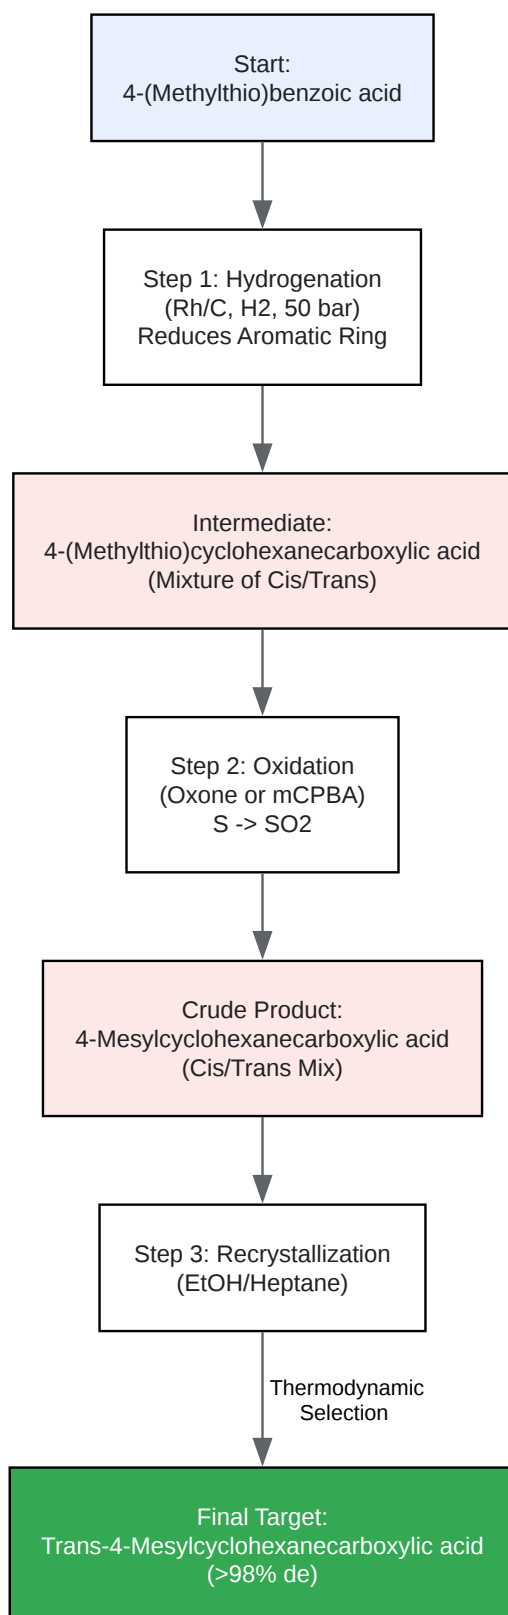 Start:
4-(Methylthio)benzoic acid
Step 1: Hydrogenation
(Rh/C, H2, 50 bar)
Reduces Aromatic Ring
Intermediate:
4-(Methylthio)cyclohexanecarboxylic acid
(Mixture of Cis/Trans)
Step 2: Oxidation
(Oxone or mCPBA)
S -> SO2
Crude Product:
4-Mesylcyclohexanecarboxylic acid
(Cis/Trans Mix)
Step 3: Recrystallization
(EtOH/Heptane)
Thermodynamic
Selection
Final Target:
Trans-4-Mesylcyclohexanecarboxylic acid
(>98% de)